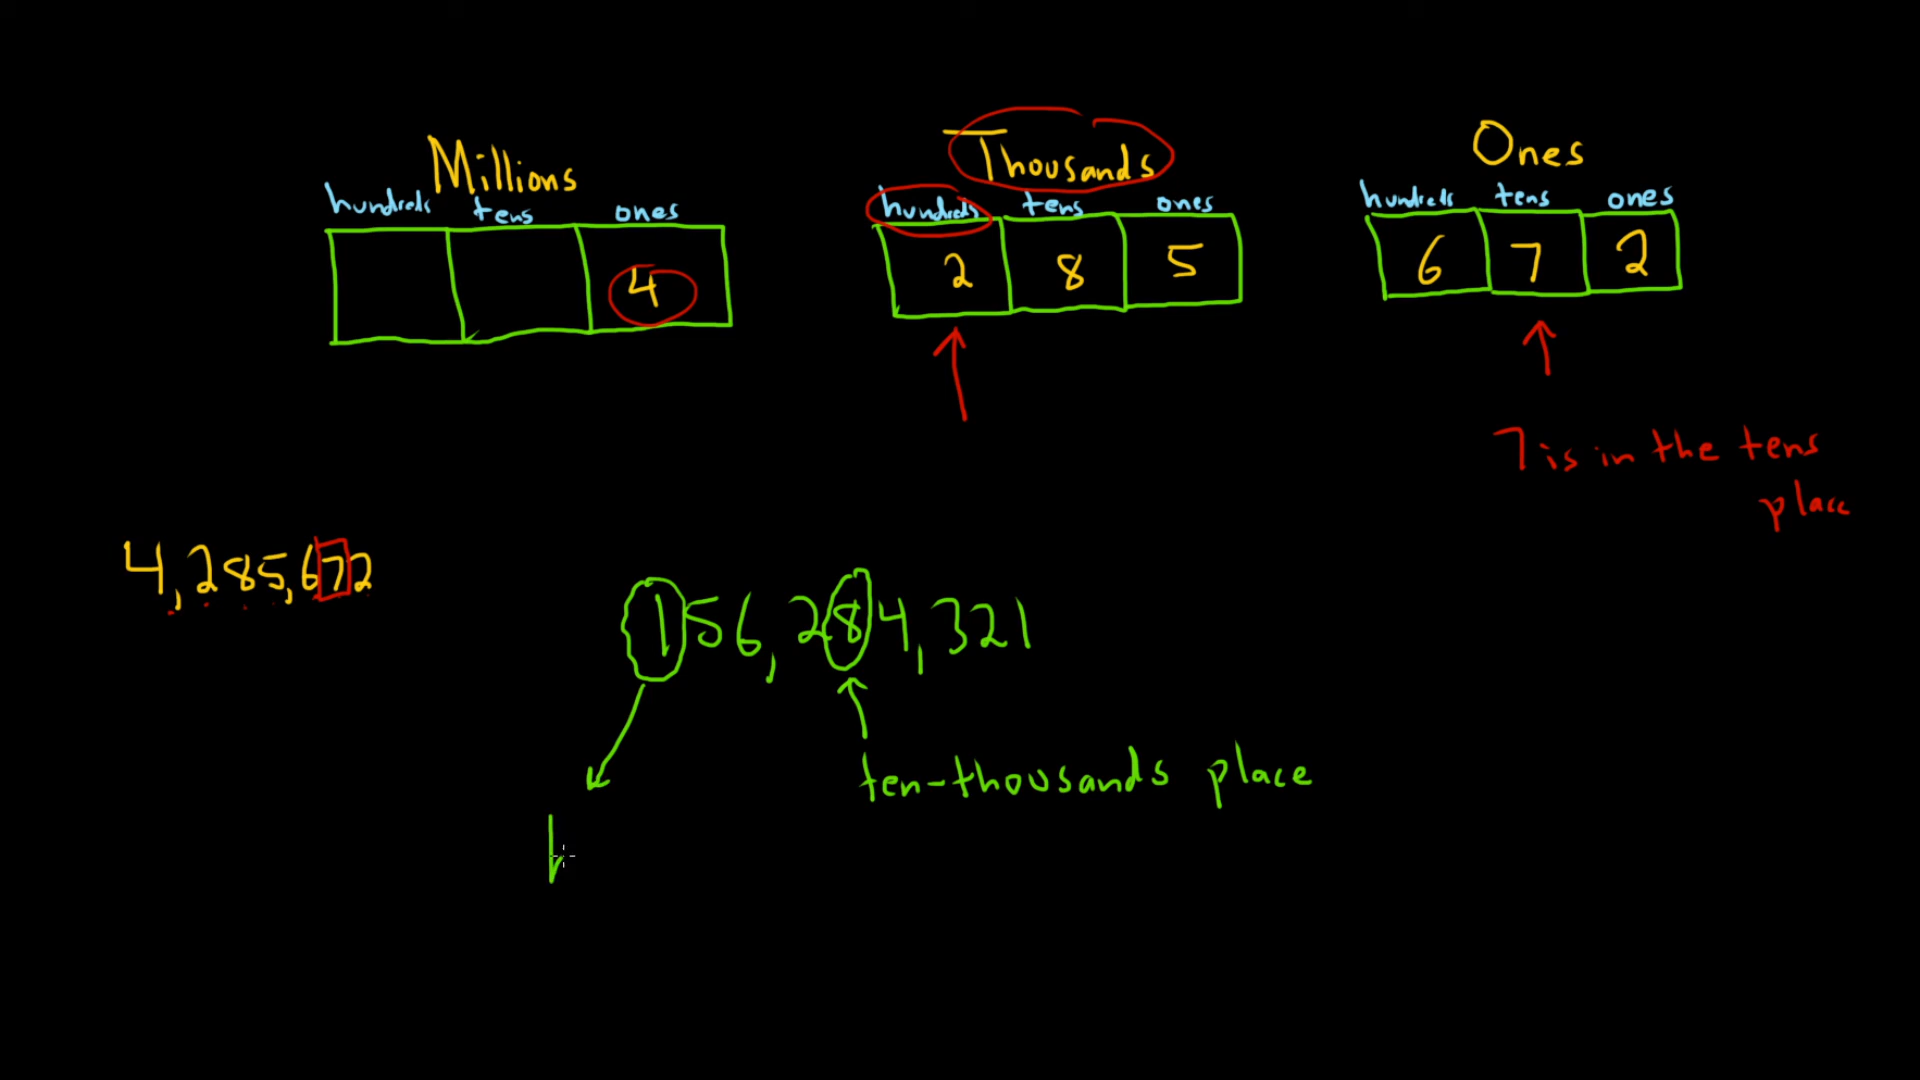 Millions
Thousands
Ones
hundreds tens ones
hundreds tens ones
hundreds tens ones
4
2 8 5
6 7 2
7 is in the tens
place
4,285,672
156,284,321
ten-thousands place
h